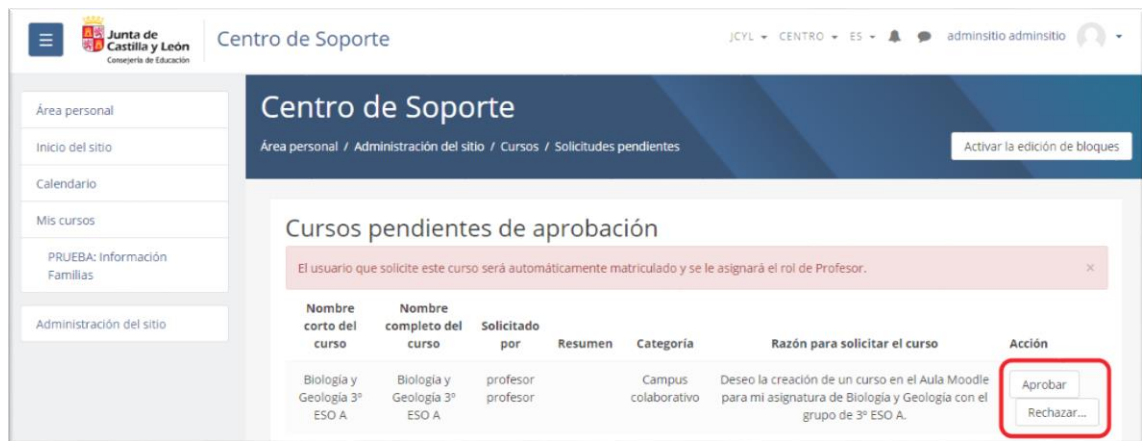 Junta de
Castilla y León
Consejería de Educación
Centro de Soporte
JCYL CENTRO ES adminsitio adminsitio
Área personal
Inicio del sitio
Calendario
Mis cursos
PRUEBA: Información
Familias
Administración del sitio
Centro de Soporte
Área personal / Administración del sitio / Cursos / Solicitudes pendientes
Activar la edición de bloques
Cursos pendientes de aprobación
El usuario que solicite este curso será automáticamente matriculado y se le asignará el rol de Profesor. ×
Nombre Nombre
corto del completo del Solicitado
curso curso por Resumen Categoría Razón para solicitar el curso Acción
Biología y Biología y profesor Campus Deseo la creación de un curso en el Aula Moodle Aprobar
Geología 3º Geología 3º profesor colaborativo para mi asignatura de Biología y Geología con el
ESO A ESO A grupo de 3º ESO A. Rechazar...